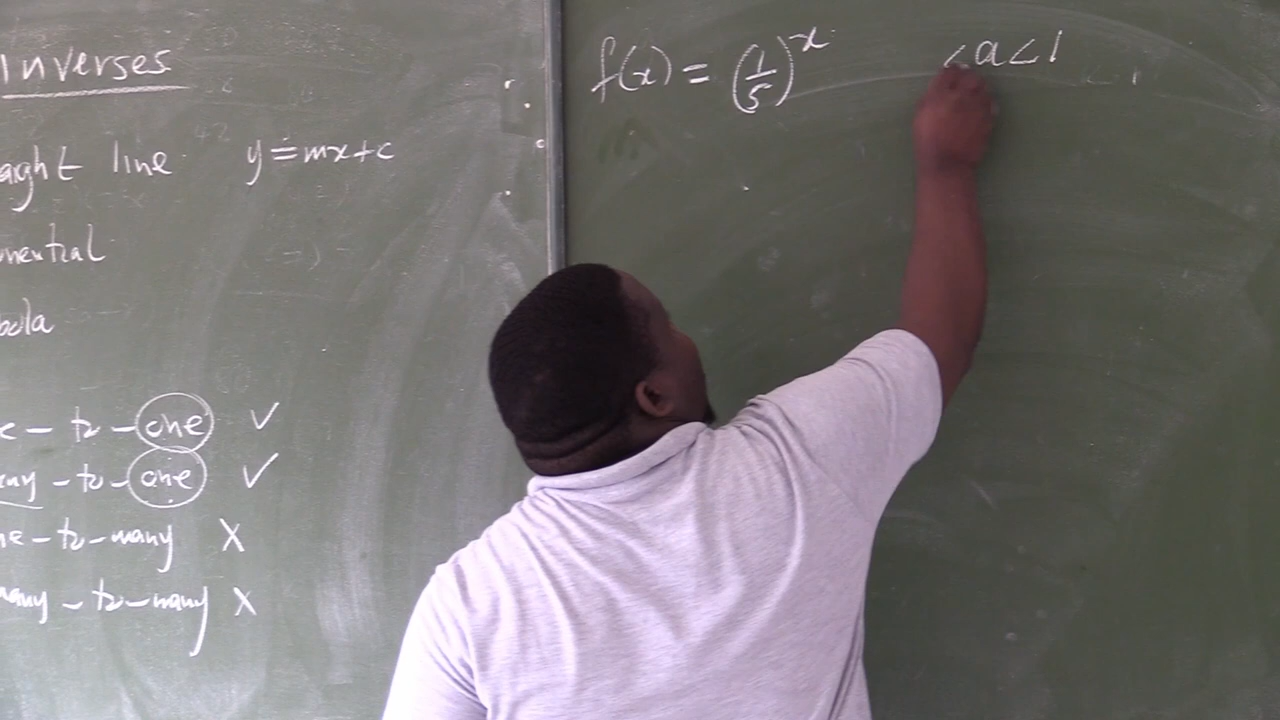 Inverses
aight line y = mx + c
nential
bola
e - to - one ✓
any - to - one ✓
ne - to - many X
many - to - many X
f(x) = (1/5)^x
< a < 1
< 1